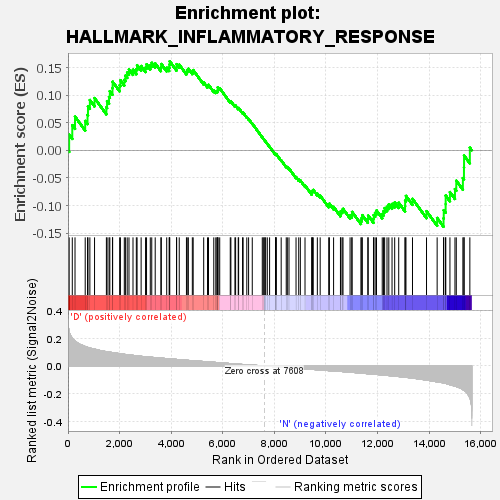 Enrichment plot:
HALLMARK_INFLAMMATORY_RESPONSE
Enrichment score (ES)
0.15
0.10
0.05
0.00
-0.05
-0.10
-0.15
'D' (positively correlated)
Ranked list metric (Signal2Noise)
0.4
0.2
0.0
-0.2
-0.4
Zero cross at 7608
'N' (negatively correlated)
0
2,000
4,000
6,000
8,000
10,000
12,000
14,000
16,000
Rank in Ordered Dataset
Enrichment profile
Hits
Ranking metric scores